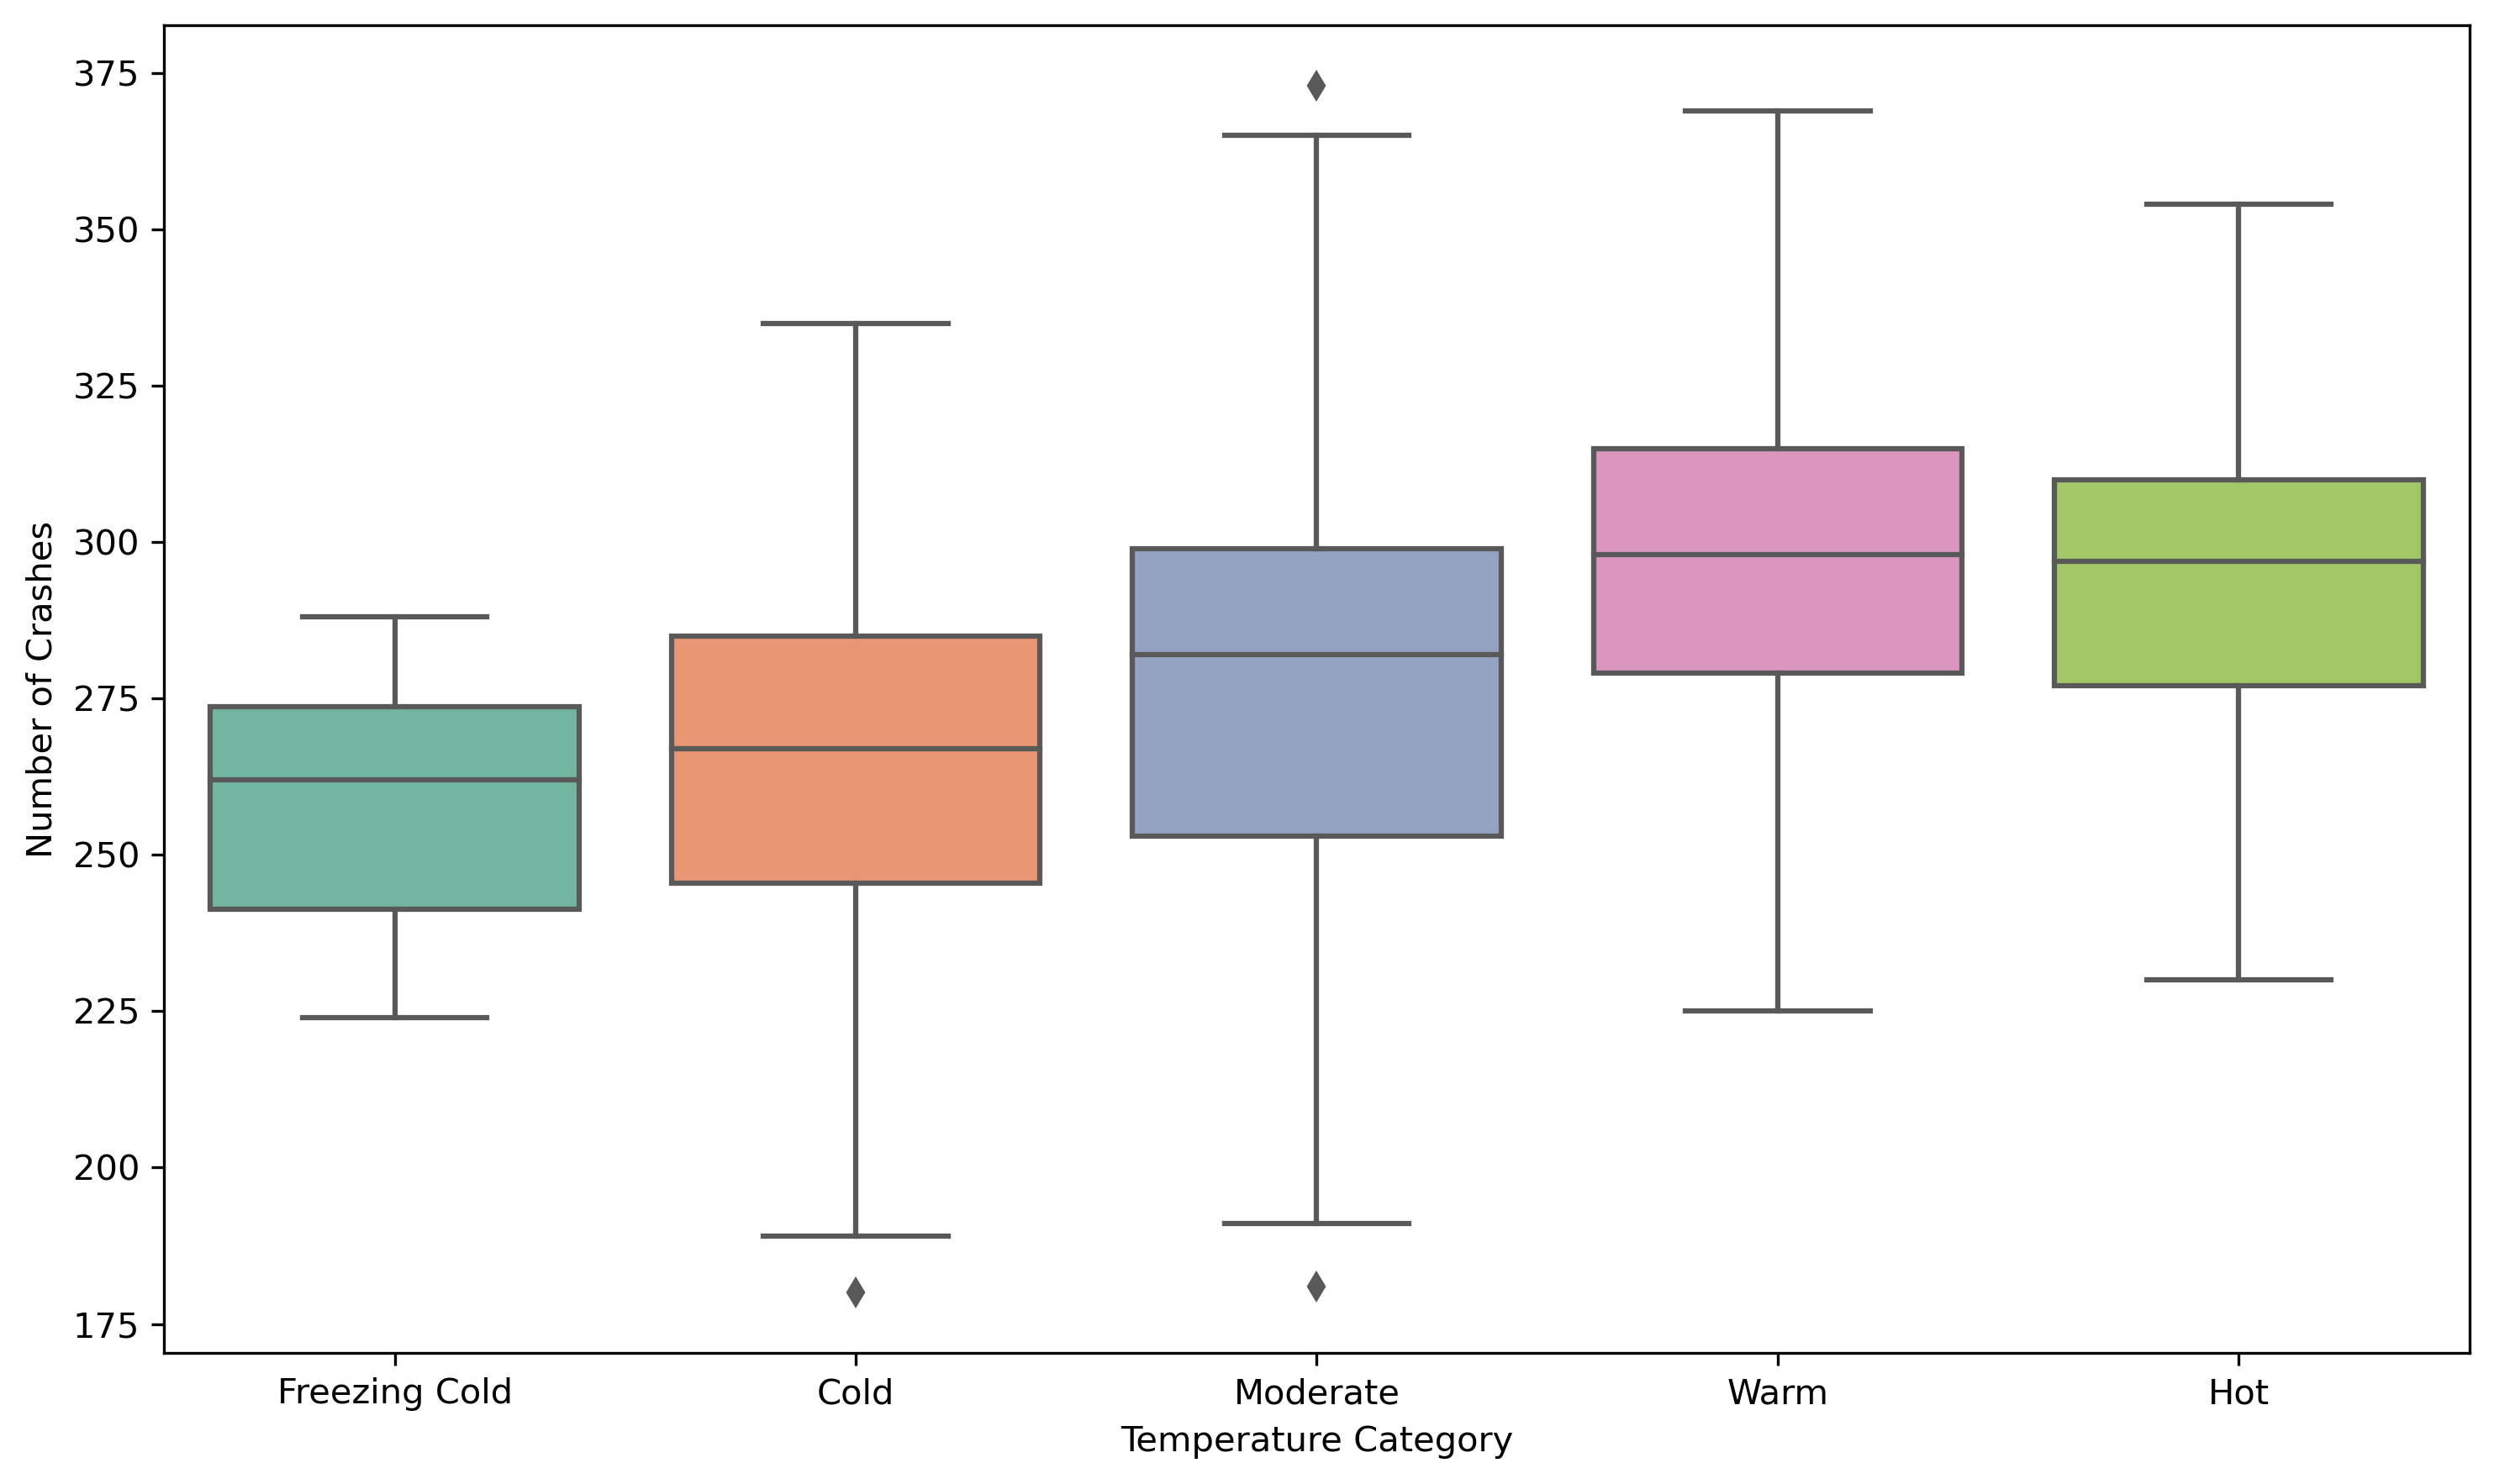 375
350
325
300
275
250
225
200
175
Number of Crashes
Freezing Cold
Cold
Moderate
Warm
Hot
Temperature Category